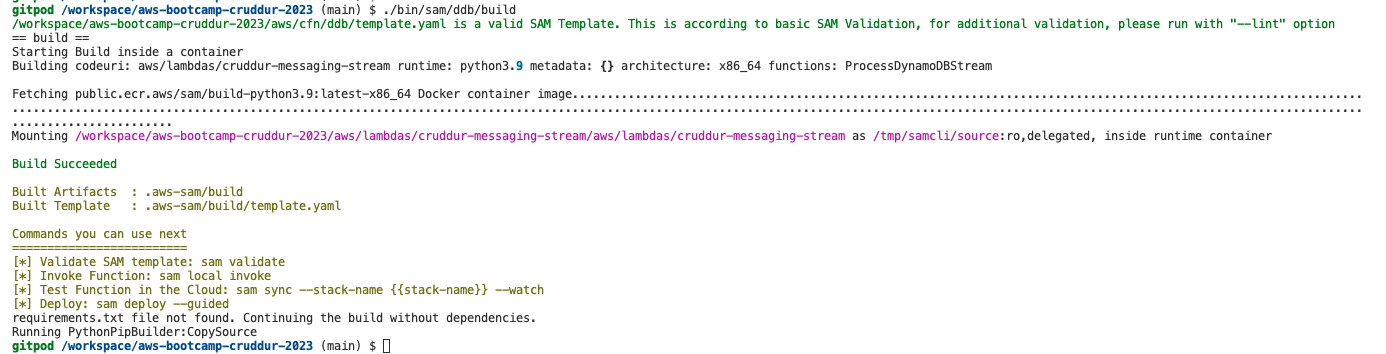 gitpod /workspace/aws-bootcamp-cruddur-2023 (main) $ ./bin/sam/ddb/build
/workspace/aws-bootcamp-cruddur-2023/aws/cfn/ddb/template.yaml is a valid SAM Template. This is according to basic SAM Validation, for additional validation, please run with "--lint" option
== build ==
Starting Build inside a container
Building codeuri: aws/lambdas/cruddur-messaging-stream runtime: python3.9 metadata: {} architecture: x86_64 functions: ProcessDynamoDBStream
Fetching public.ecr.aws/sam/build-python3.9:latest-x86_64 Docker container image.................................................................................................................
.................................................................................................................................................................................................
.......................
Mounting /workspace/aws-bootcamp-cruddur-2023/aws/lambdas/cruddur-messaging-stream/aws/lambdas/cruddur-messaging-stream as /tmp/samcli/source:ro,delegated, inside runtime container
Build Succeeded
Built Artifacts  : .aws-sam/build
Built Template   : .aws-sam/build/template.yaml
Commands you can use next
=========================
[*] Validate SAM template: sam validate
[*] Invoke Function: sam local invoke
[*] Test Function in the Cloud: sam sync --stack-name {{stack-name}} --watch
[*] Deploy: sam deploy --guided
requirements.txt file not found. Continuing the build without dependencies.
Running PythonPipBuilder:CopySource
gitpod /workspace/aws-bootcamp-cruddur-2023 (main) $